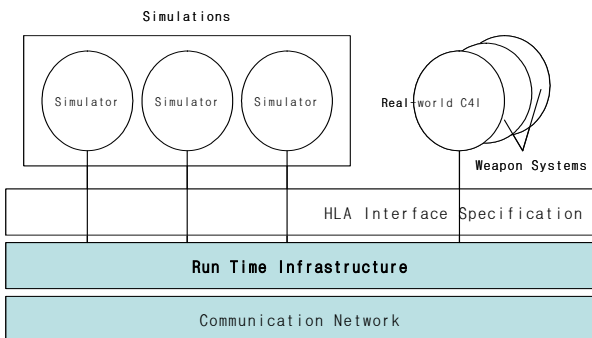 Simulations
Simulator Simulator Simulator
Real-world C4I
Weapon Systems
HLA Interface Specification
Run Time Infrastructure
Communication Network